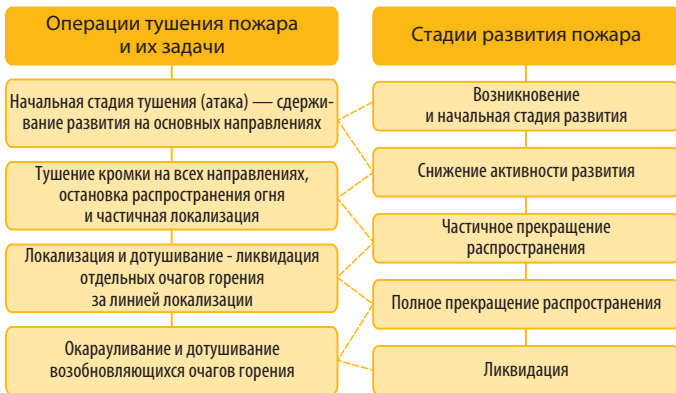 Операции тушения пожара
и их задачи
Начальная стадия тушения (атака) — сдержи-
вание развития на основных направлениях
Тушение кромки на всех направлениях,
остановка распространения огня
и частичная локализация
Локализация и дотушивание - ликвидация
отдельных очагов горения
за линией локализации
Окарауливание и дотушивание
возобновляющихся очагов горения
Стадии развития пожара
Возникновение
и начальная стадия развития
Снижение активности развития
Частичное прекращение
распространения
Полное прекращение распространения
Ликвидация